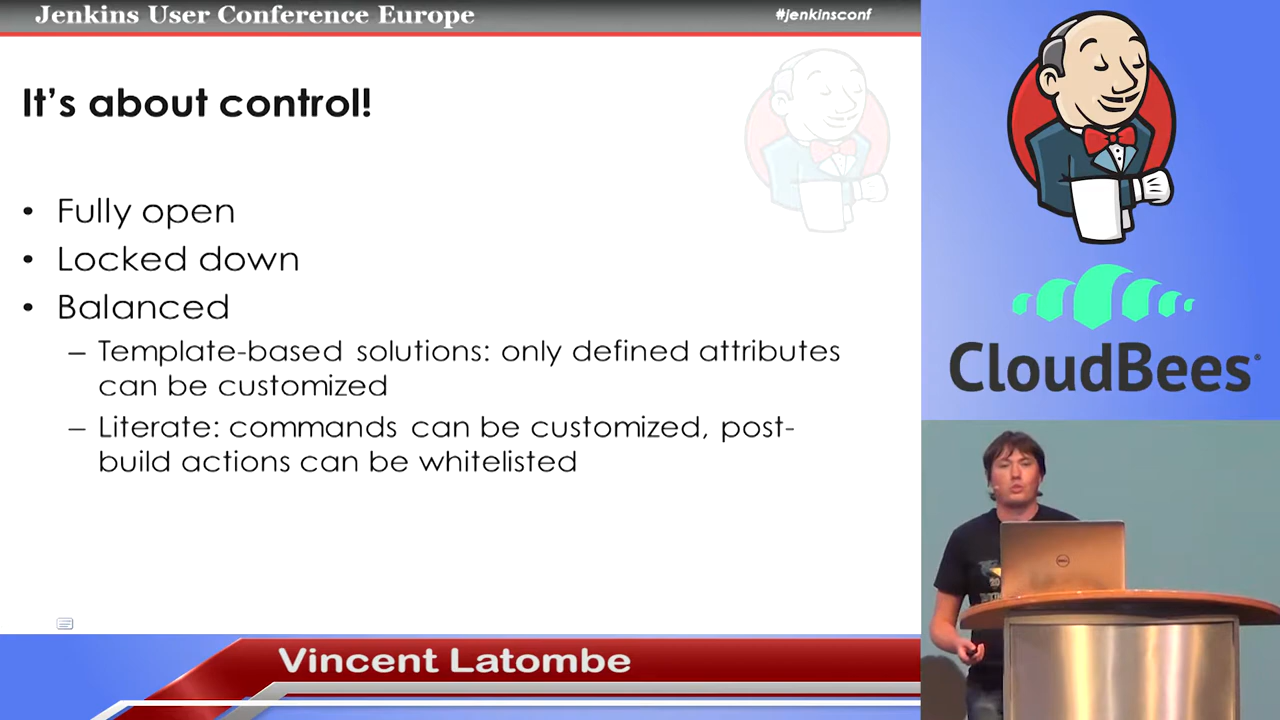 Jenkins User Conference Europe
#jenkinsconf
It's about control!
• Fully open
• Locked down
• Balanced
– Template-based solutions: only defined attributes
can be customized
– Literate: commands can be customized, post-
build actions can be whitelisted
CloudBees®
DELL
Vincent Latombe